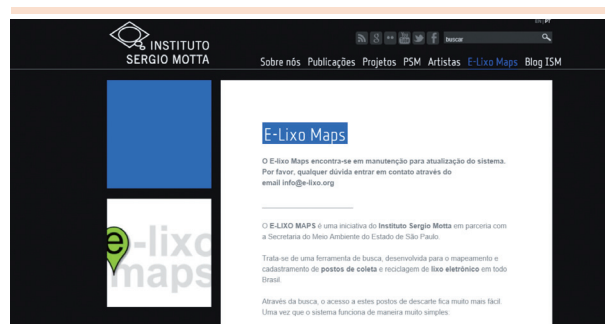 EN | PT
INSTITUTO
SERGIO MOTTA
buscar
Sobre nós Publicações Projetos PSM Artistas E-Lixo Maps Blog ISM
E-Lixo Maps
O E-lixo Maps encontra-se em manutenção para atualização do sistema.
Por favor, qualquer dúvida entrar em contato através do
email info@e-lixo.org
O E-LIXO MAPS é uma iniciativa do Instituto Sergio Motta em parceria com
a Secretaria do Meio Ambiente do Estado de São Paulo.
Trata-se de uma ferramenta de busca, desenvolvida para o mapeamento e
cadastramento de postos de coleta e reciclagem de lixo eletrônico em todo
Brasil.
Através da busca, o acesso a estes postos de descarte fica muito mais fácil.
Uma vez que o sistema funciona de maneira muito simples:
e-lixo
maps